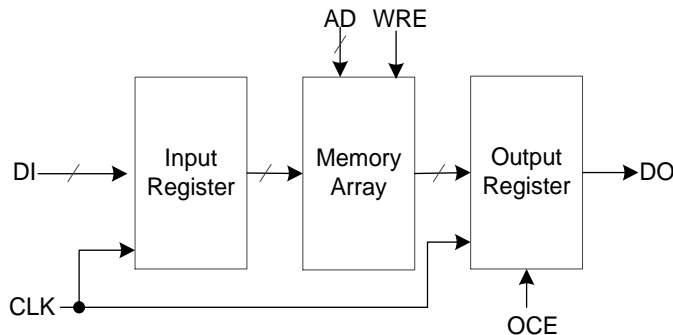 AD
WRE
DI
Input
Register
Memory
Array
Output
Register
DO
CLK
OCE